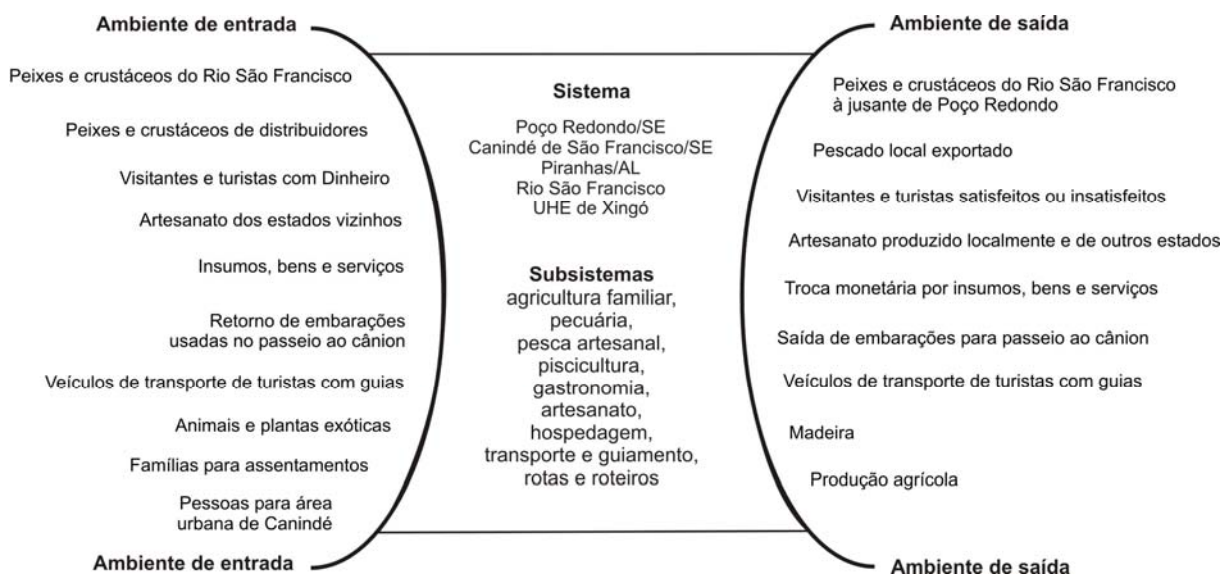 Ambiente de entrada
Peixes e crustáceos do Rio São Francisco
Peixes e crustáceos de distribuidores
Visitantes e turistas com Dinheiro
Artesanato dos estados vizinhos
Insumos, bens e serviços
Retorno de embarações
usadas no passeio ao cânion
Veículos de transporte de turistas com guias
Animais e plantas exóticas
Famílias para assentamentos
Pessoas para área
urbana de Canindé
Ambiente de entrada
Sistema
Poço Redondo/SE
Canindé de São Francisco/SE
Piranhas/AL
Rio São Francisco
UHE de Xingó
Subsistemas
agricultura familiar,
pecuária,
pesca artesanal,
piscicultura,
gastronomia,
artesanato,
hospedagem,
transporte e guiamento,
rotas e roteiros
Ambiente de saída
Peixes e crustáceos do Rio São Francisco
à jusante de Poço Redondo
Pescado local exportado
Visitantes e turistas satisfeitos ou insatisfeitos
Artesanato produzido localmente e de outros estados
Troca monetária por insumos, bens e serviços
Saída de embarações para passeio ao cânion
Veículos de transporte de turistas com guias
Madeira
Produção agrícola
Ambiente de saída